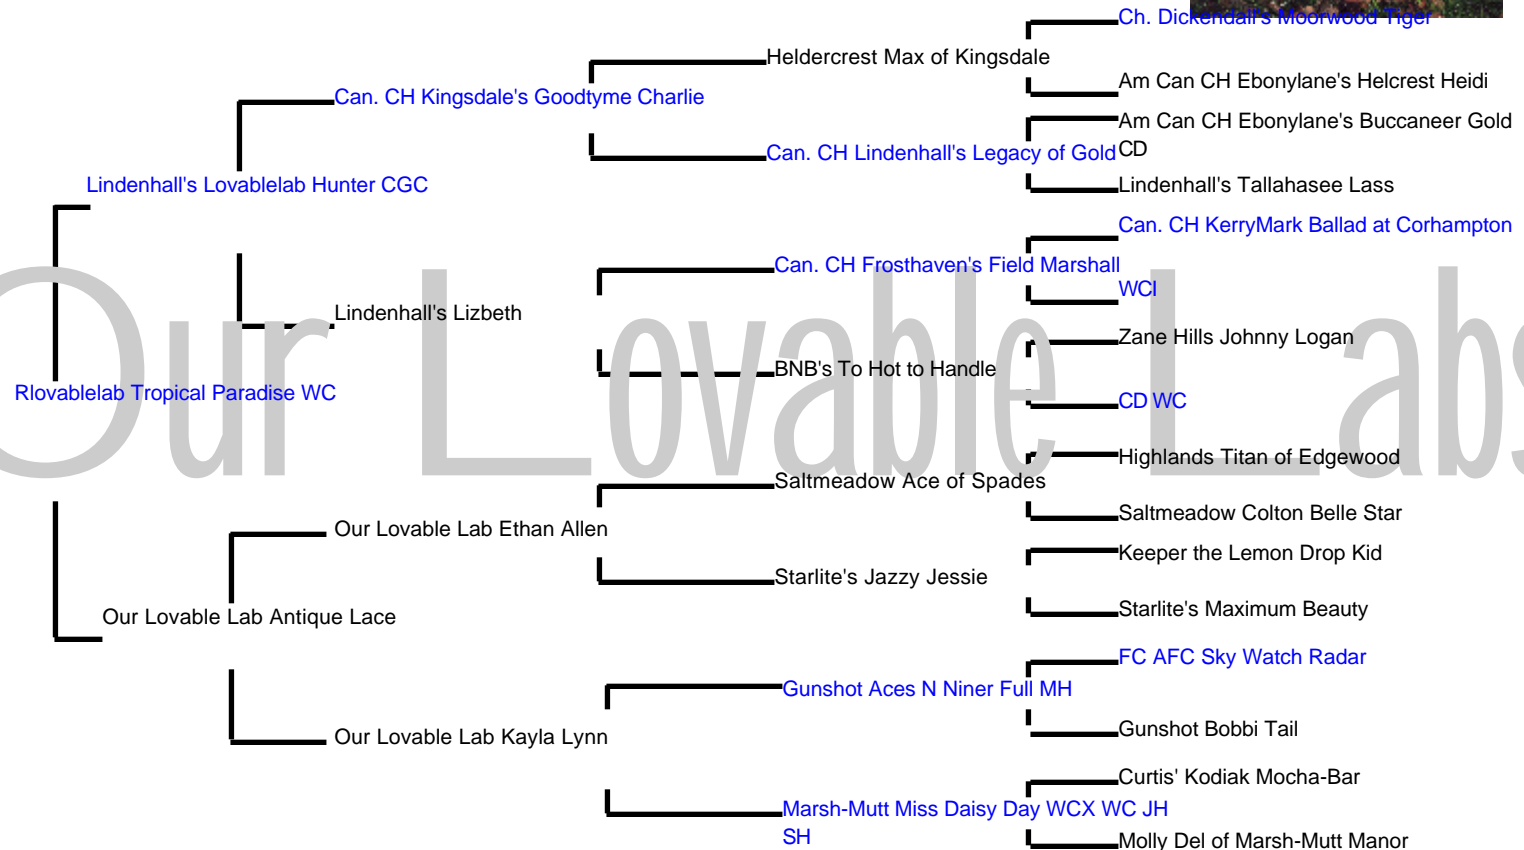 Ch. Dickendall's Moorwood Tiger
Heldercrest Max of Kingsdale
Am Can CH Ebonylane's Helcrest Heidi
Can. CH Kingsdale's Goodtyme Charlie
Am Can CH Ebonylane's Buccaneer Gold
CD
Can. CH Lindenhall's Legacy of Gold
Lindenhall's Tallahasee Lass
Lindenhall's Lovablelab Hunter CGC
Can. CH KerryMark Ballad at Corhampton
Can. CH Frosthaven's Field Marshall
WCI
Lindenhall's Lizbeth
Zane Hills Johnny Logan
BNB's To Hot to Handle
CD WC
Rlovablelab Tropical Paradise WC
Our Lovable Labs
Highlands Titan of Edgewood
Saltmeadow Ace of Spades
Saltmeadow Colton Belle Star
Our Lovable Lab Ethan Allen
Keeper the Lemon Drop Kid
Starlite's Jazzy Jessie
Starlite's Maximum Beauty
Our Lovable Lab Antique Lace
FC AFC Sky Watch Radar
Gunshot Aces N Niner Full MH
Gunshot Bobbi Tail
Our Lovable Lab Kayla Lynn
Curtis' Kodiak Mocha-Bar
Marsh-Mutt Miss Daisy Day WCX WC JH
SH
Molly Del of Marsh-Mutt Manor